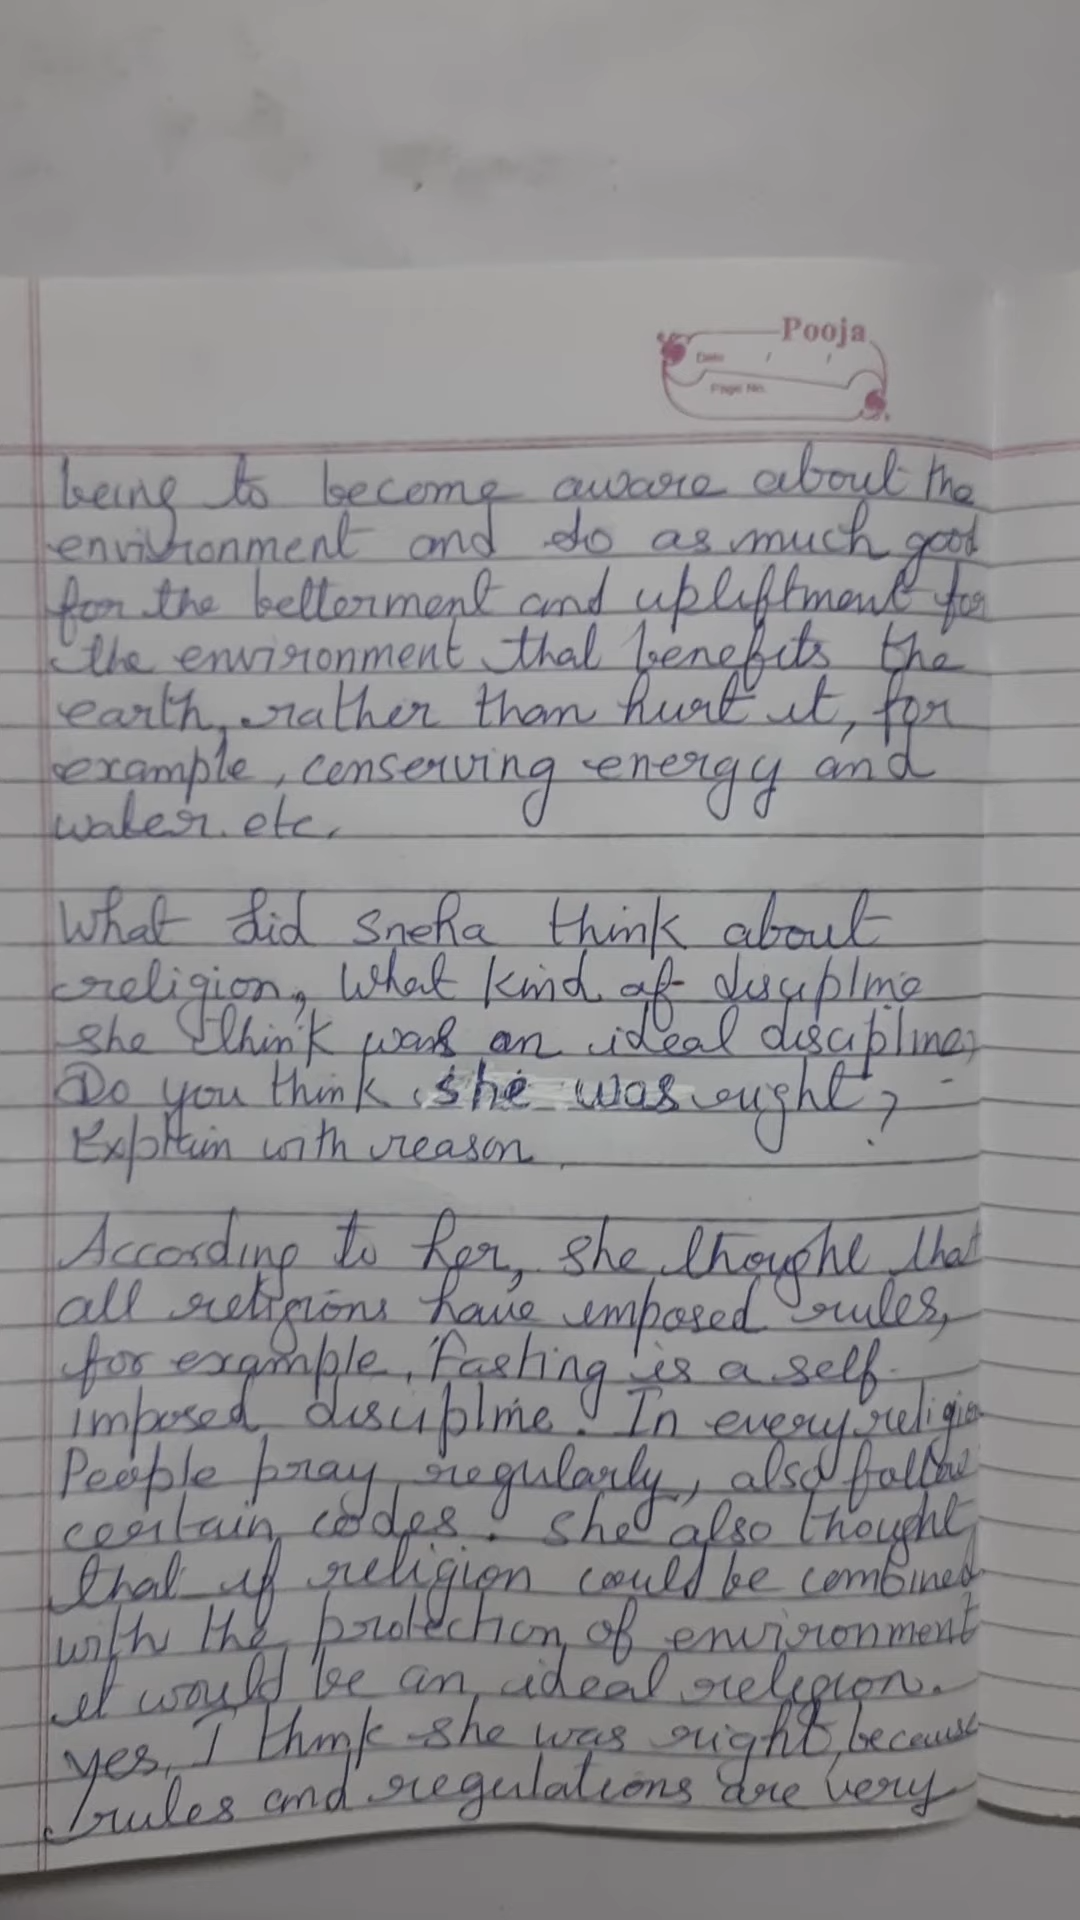 Pooja
Date / /
Page No.
being to become aware about the
environment and do as much good
for the betterment and upliftment for
the environment that benefits the
earth, rather than hurt it, for
example, conserving energy and
water. etc.
What did Sneha think about
religion, What kind of discipline
she think was an ideal discipline,
Do you think she was right?
Explain with reason.
According to her, she thought that
all religions have imposed rules,
for example, 'Fasting is a self-
imposed discipline. In every religion
People pray regularly, also follow
certain codes. She also thought
that if religion could be combined
with the protection of environment
it would be an ideal religion.
yes, I think she was right, because
rules and regulations are very